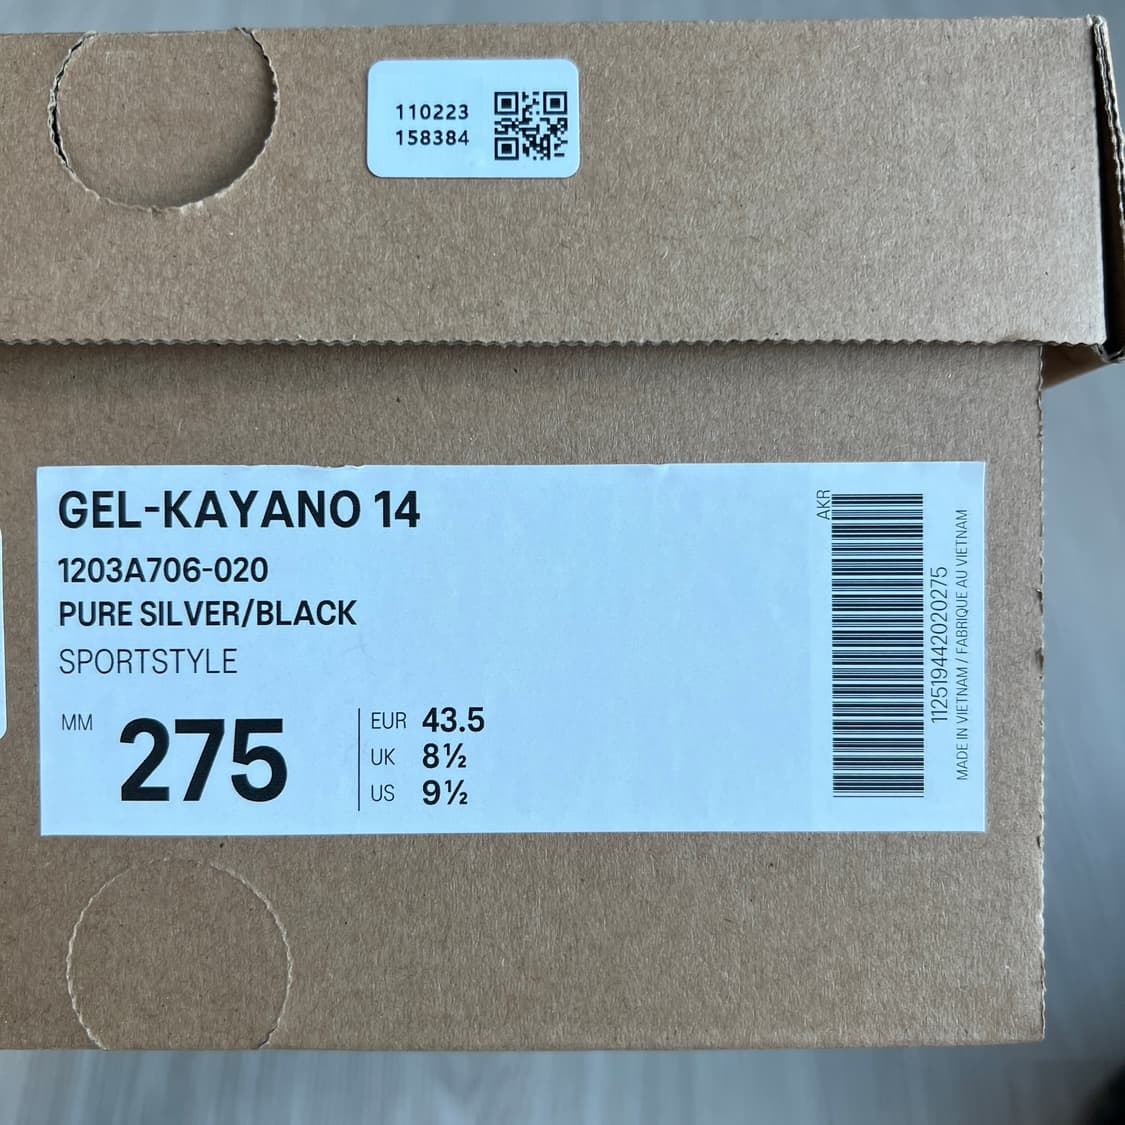 110223
158384
GEL-KAYANO 14
1203A706-020
PURE SILVER/BLACK
SPORTSTYLE
MM 275
EUR 43.5
UK 8½
US 9½
AKR
112519442020275
MADE IN VIETNAM / FABRIQUE AU VIETNAM